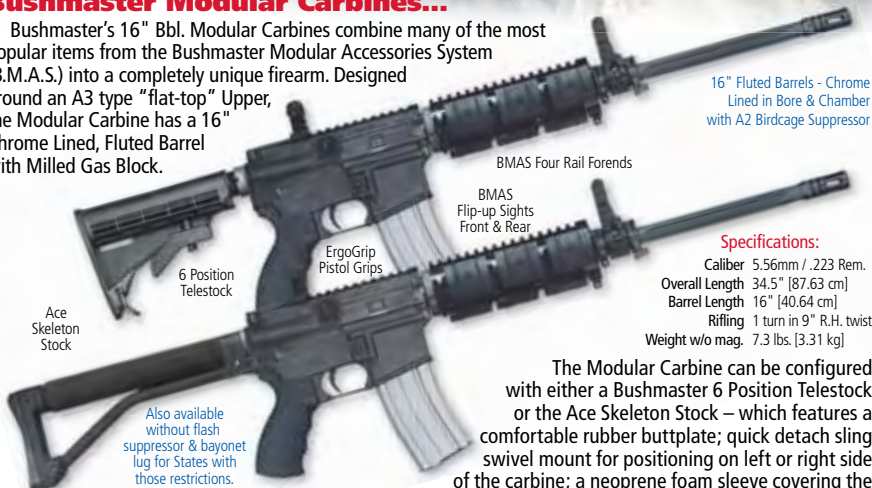 Bushmaster Modular Carbines...
Bushmaster's 16" Bbl. Modular Carbines combine many of the most
opular items from the Bushmaster Modular Accessories System
B.M.A.S.) into a completely unique firearm. Designed
round an A3 type “flat-top” Upper,
he Modular Carbine has a 16"
hrome Lined, Fluted Barrel
ith Milled Gas Block.
16" Fluted Barrels - Chrome
Lined in Bore & Chamber
with A2 Birdcage Suppressor
BMAS Four Rail Forends
BMAS
Flip-up Sights
Front & Rear
ErgoGrip
Pistol Grips
6 Position
Telestock
Ace
Skeleton
Stock
Also available
without flash
suppressor & bayonet
lug for States with
those restrictions.
Specifications:
Caliber 5.56mm / .223 Rem.
Overall Length 34.5" [87.63 cm]
Barrel Length 16" [40.64 cm]
Rifling 1 turn in 9" R.H. twist
Weight w/o mag. 7.3 lbs. [3.31 kg]
The Modular Carbine can be configured
with either a Bushmaster 6 Position Telestock
or the Ace Skeleton Stock – which features a
comfortable rubber buttplate; quick detach sling
swivel mount for positioning on left or right side
of the carbine; a neoprene foam sleeve covering the